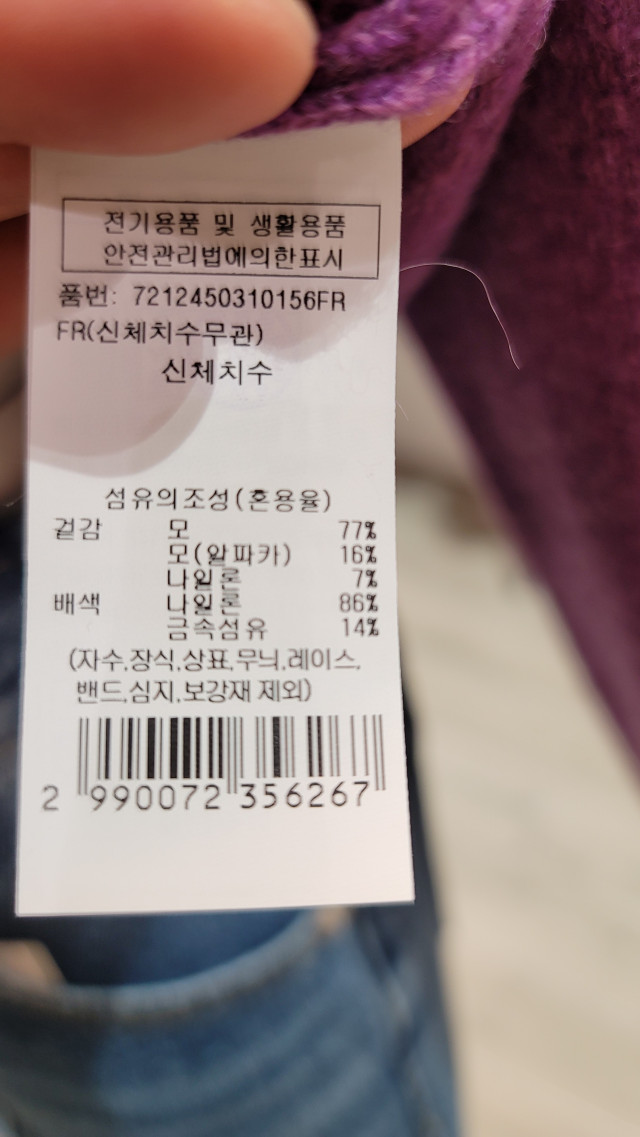 전기용품 및 생활용품
안전관리법에의한표시
품번: 7212450310156FR
FR(신체치수무관)
신체치수
섬유의조성(혼용율)
겉감 모 77%
모(알파카) 16%
나일론 7%
배색 나일론 86%
금속섬유 14%
(자수,장식,상표,무늬,레이스,
밴드,심지,보강재 제외)
2 990072 356267